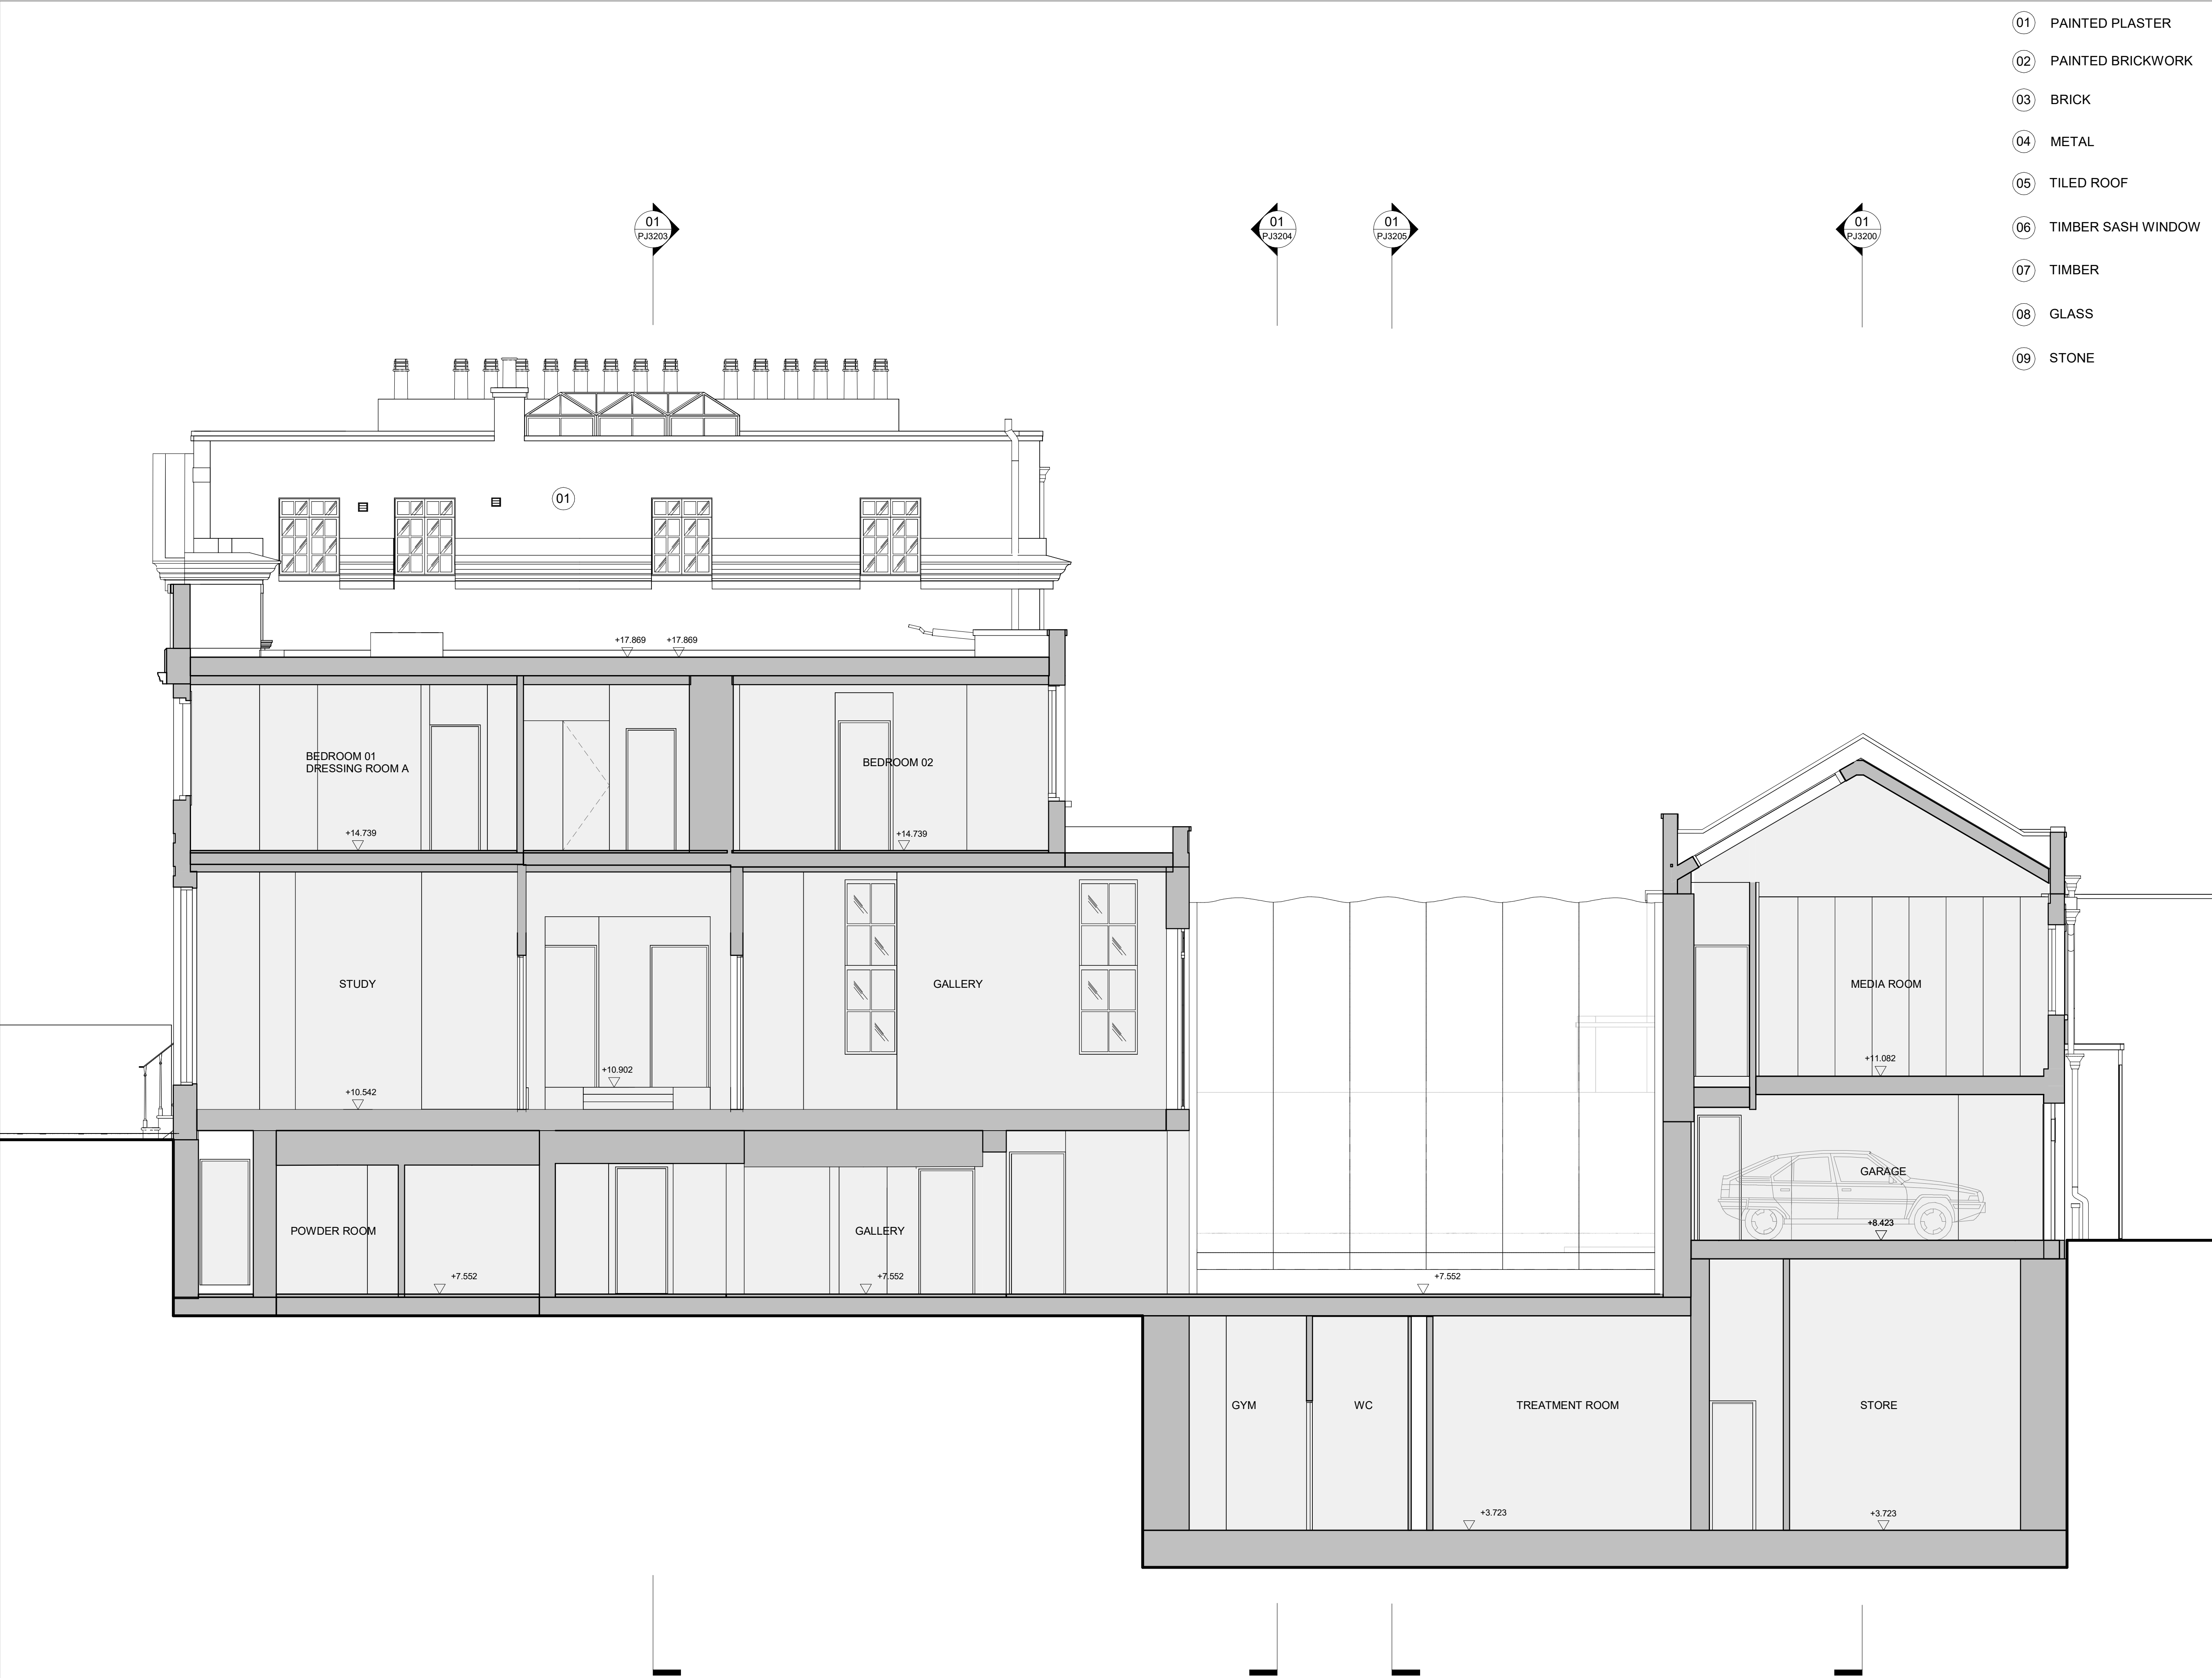 01 PAINTED PLASTER
02 PAINTED BRICKWORK
03 BRICK
04 METAL
05 TILED ROOF
06 TIMBER SASH WINDOW
07 TIMBER
08 GLASS
09 STONE
01
PJ3203
01
PJ3204
01
PJ3205
01
PJ3200
01
+17.869 +17.869
BEDROOM 01
DRESSING ROOM A
BEDROOM 02
+14.739
+14.739
STUDY
GALLERY
MEDIA ROOM
+10.902
+11.082
+10.542
GARAGE
+8.423
POWDER ROOM
GALLERY
+7.552
+7.552
+7.552
GYM
WC
TREATMENT ROOM
STORE
+3.723
+3.723